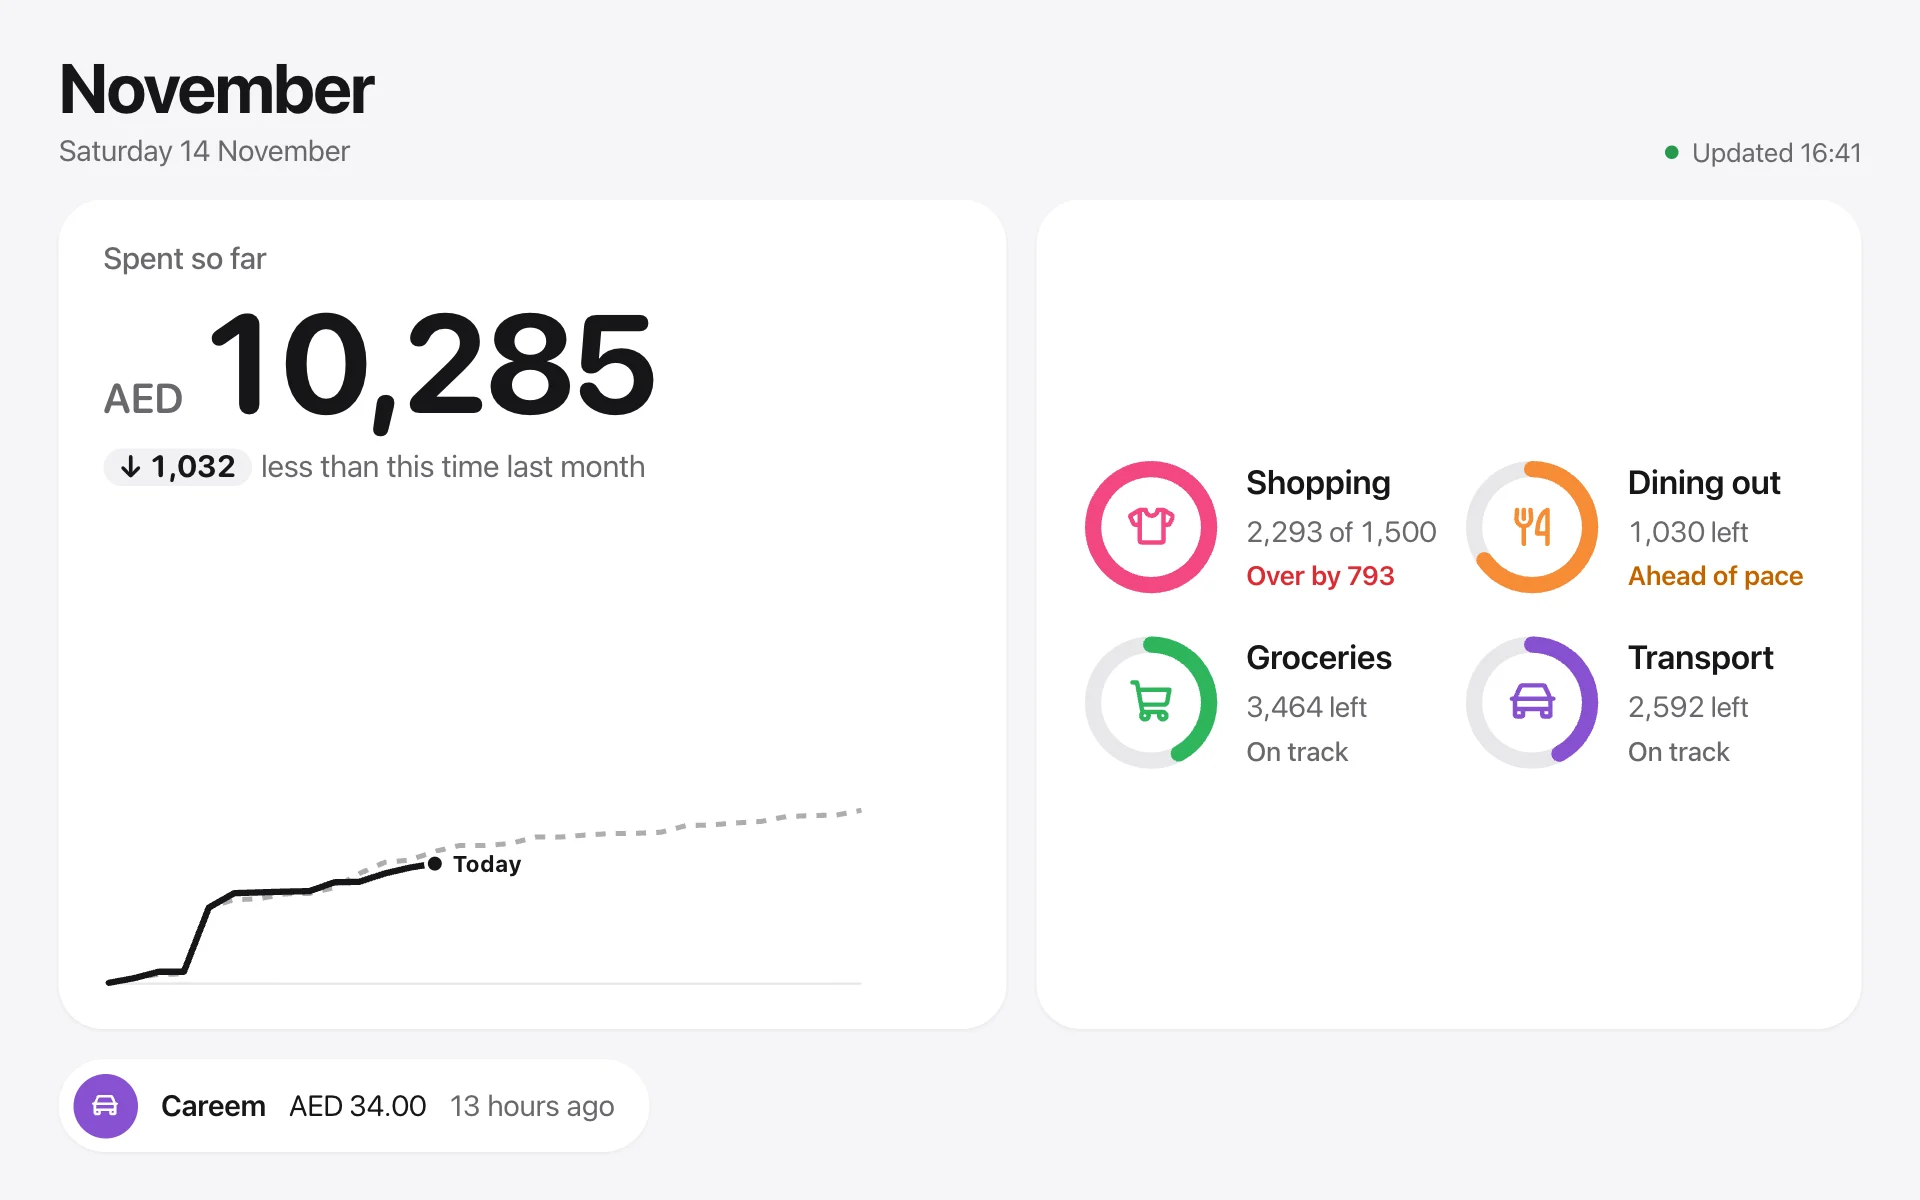 November
Saturday 14 November
Updated 16:41
Spent so far
AED 10,285
↓ 1,032 less than this time last month
Today
Shopping
2,293 of 1,500
Over by 793
Dining out
1,030 left
Ahead of pace
Groceries
3,464 left
On track
Transport
2,592 left
On track
Careem AED 34.00 13 hours ago